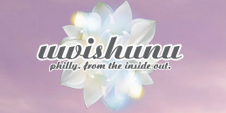 uwishunu
philly. from the inside out.